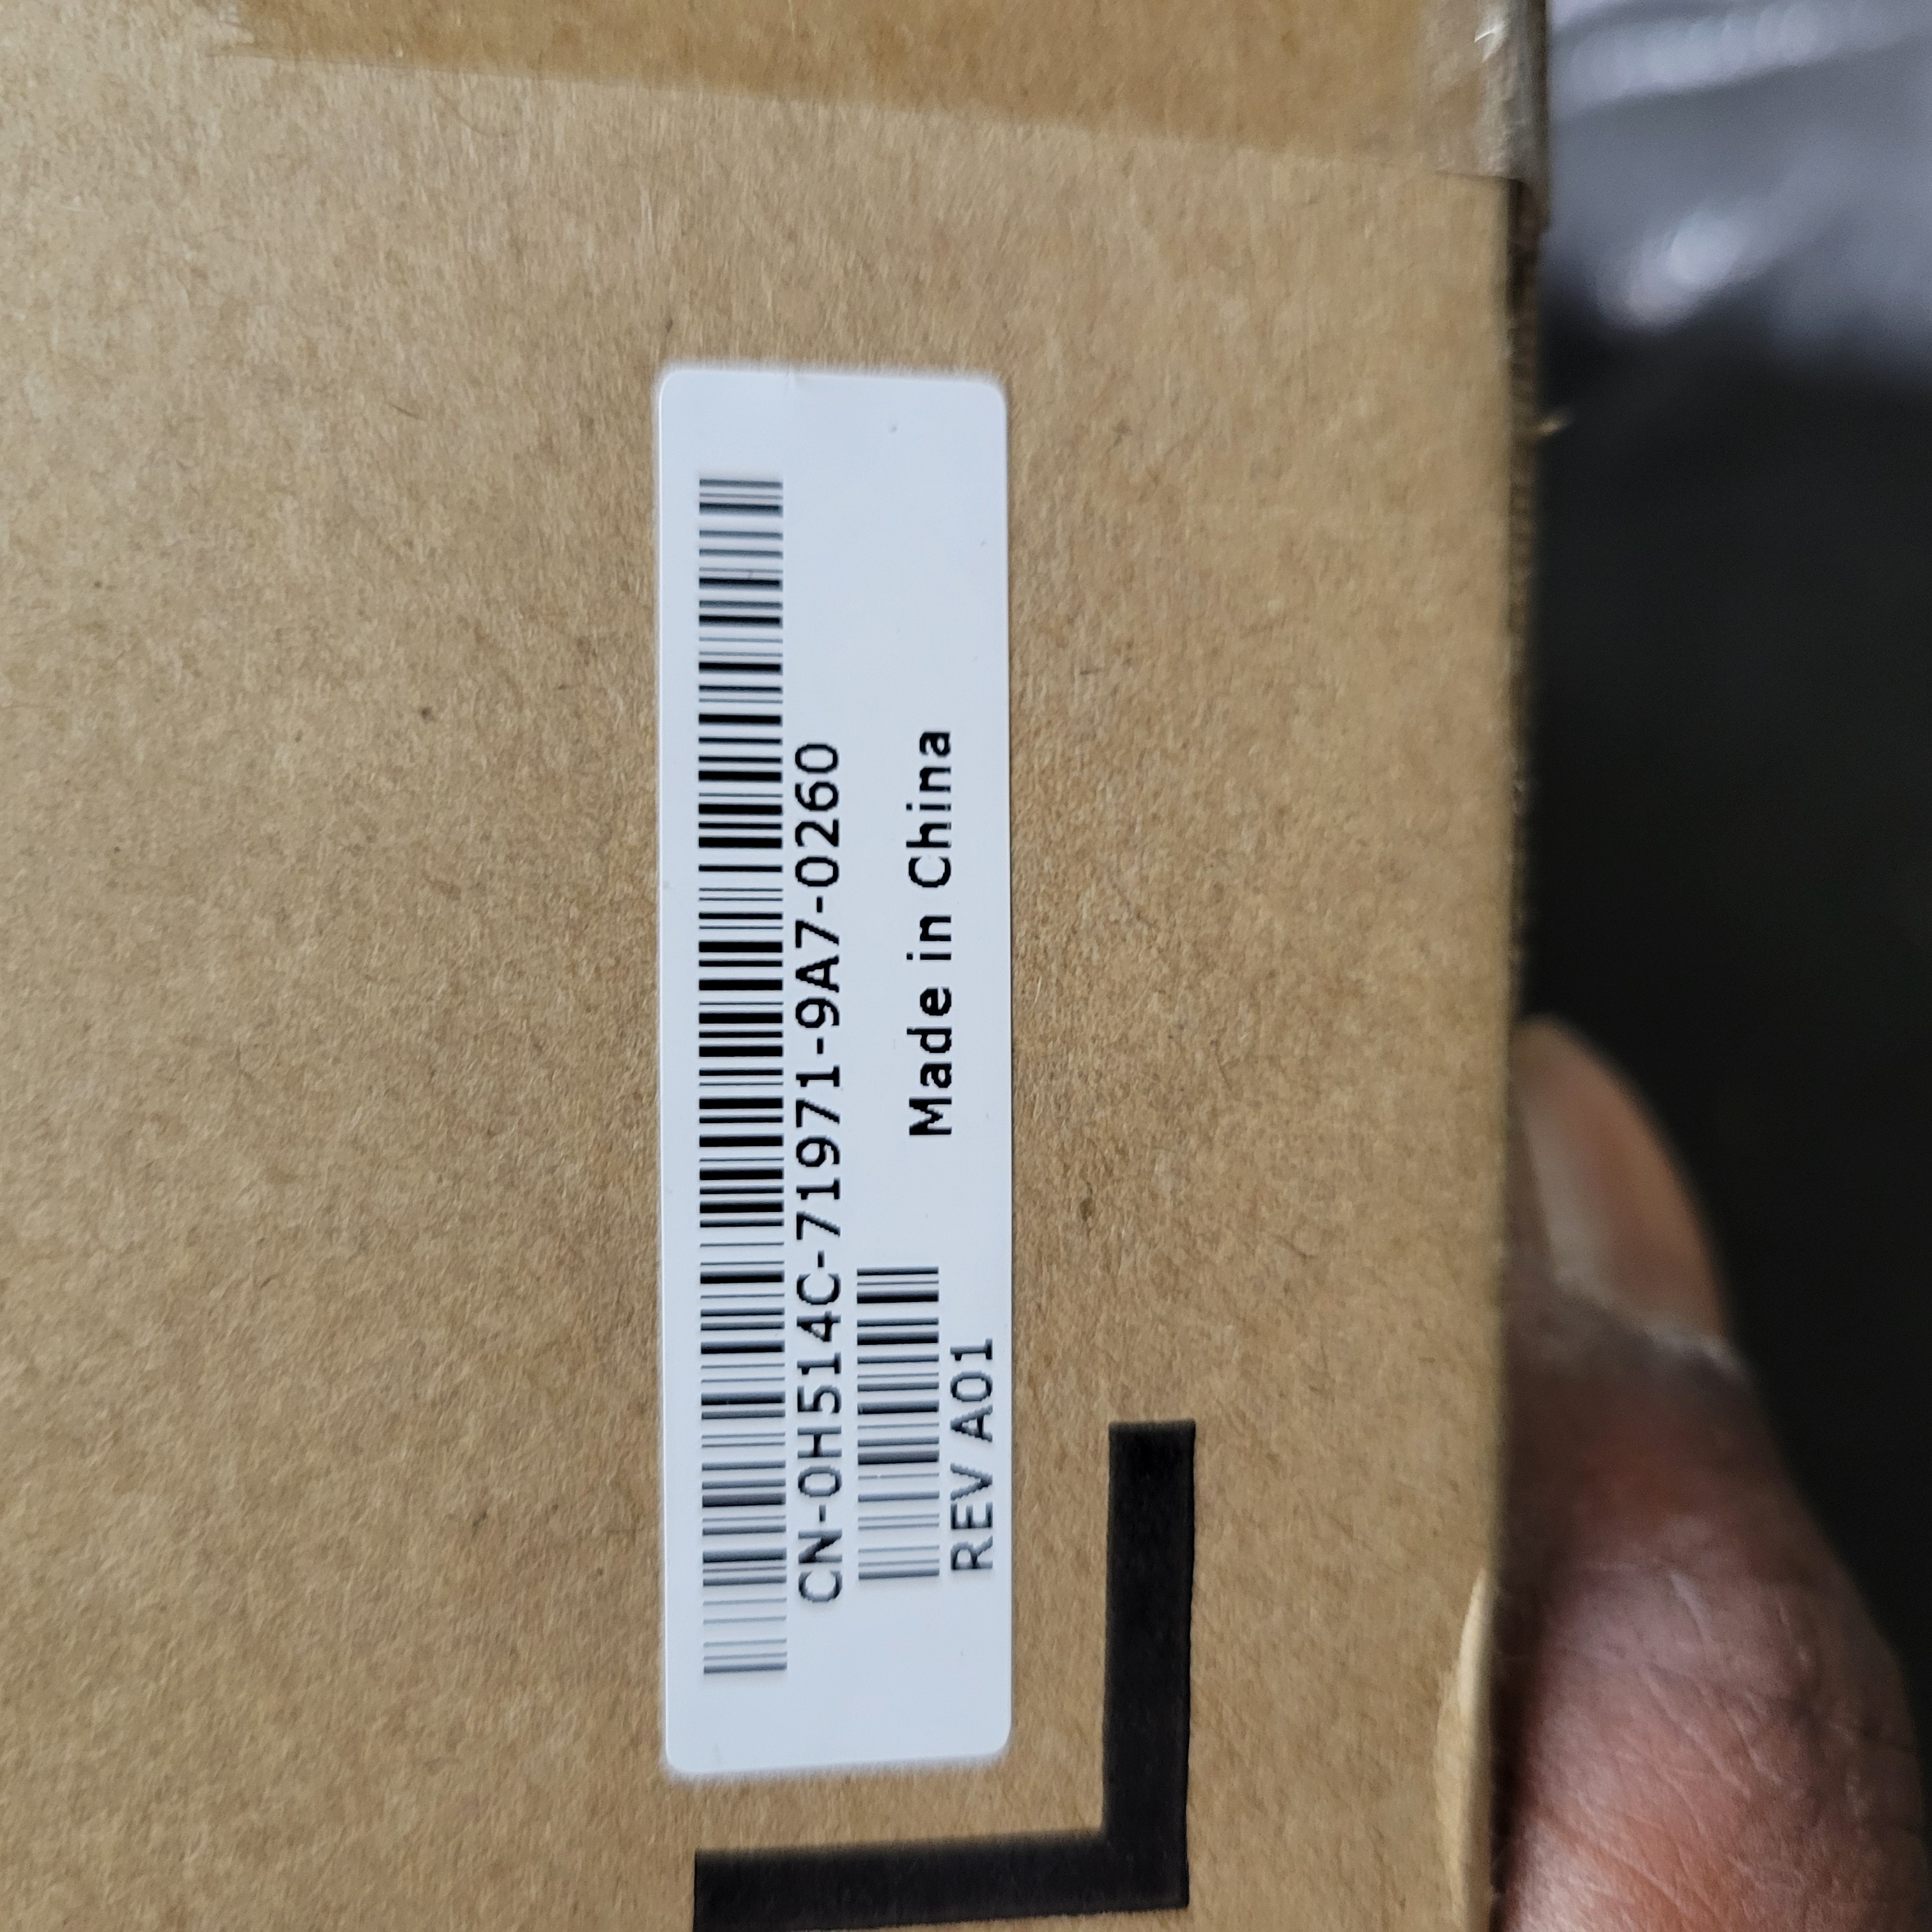 CN-0H514C-71971-9A7-0260
Made in China
REV A01